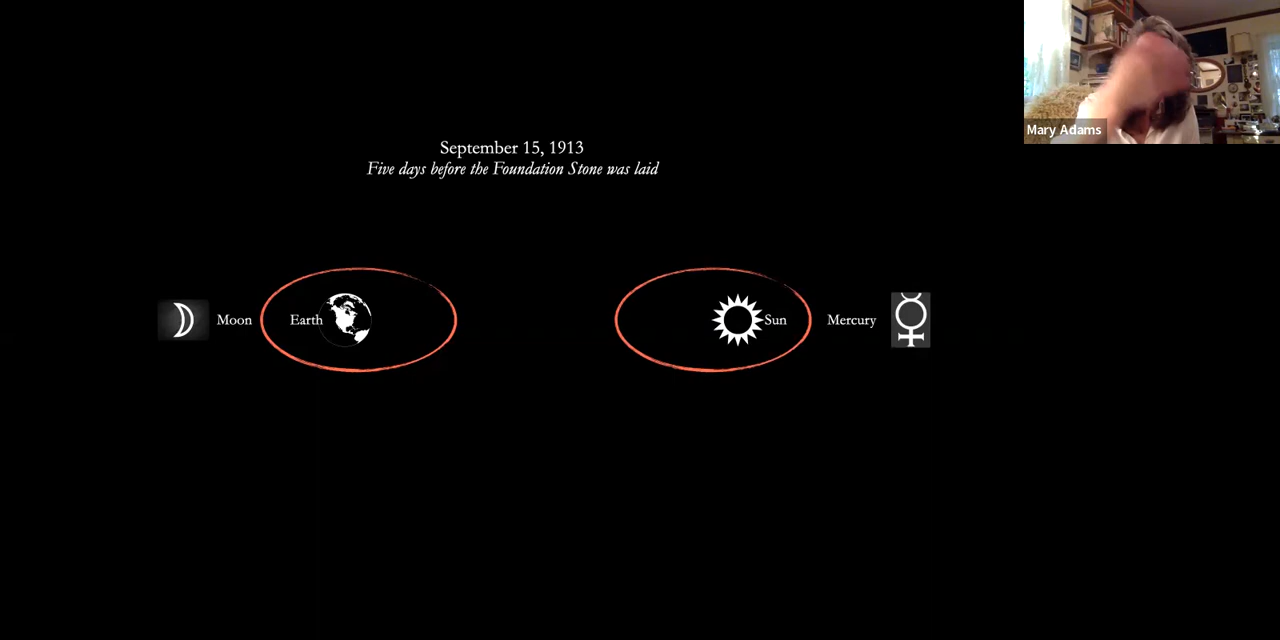 Mary Adams
September 15, 1913
Five days before the Foundation Stone was laid
Moon
Earth
Sun
Mercury